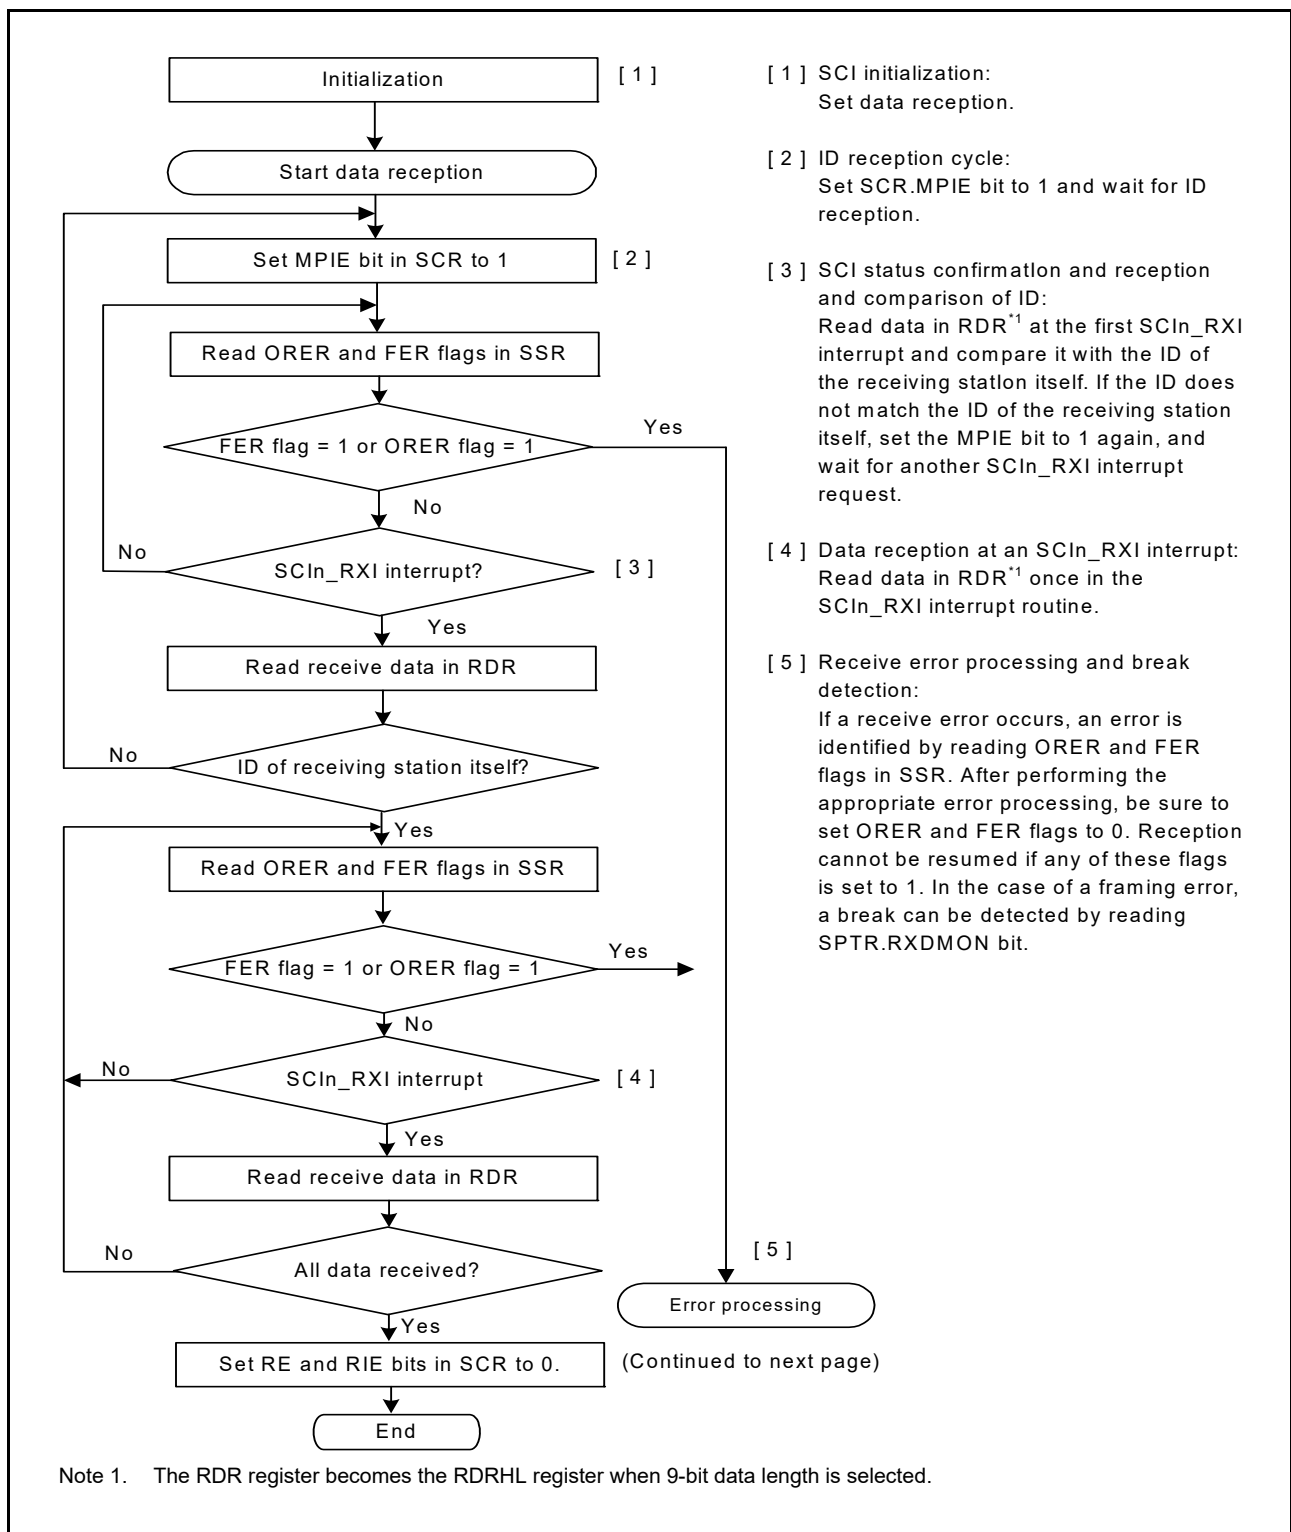 Initialization
[ 1 ]
Start data reception
Set MPIE bit in SCR to 1
[ 2 ]
Read ORER and FER flags in SSR
FER flag = 1 or ORER flag = 1
Yes
No
SCIn_RXI interrupt?
[ 3 ]
No
Yes
Read receive data in RDR
ID of receiving station itself?
No
Yes
Read ORER and FER flags in SSR
FER flag = 1 or ORER flag = 1
Yes
No
SCIn_RXI interrupt
[ 4 ]
No
Yes
Read receive data in RDR
All data received?
No
Yes
Set RE and RIE bits in SCR to 0.
End
[ 5 ]
Error processing
(Continued to next page)
[ 1 ] SCI initialization:
Set data reception.
[ 2 ] ID reception cycle:
Set SCR.MPIE bit to 1 and wait for ID
reception.
[ 3 ] SCI status confirmatIon and reception
and comparison of ID:
Read data in RDR*1 at the first SCIn_RXI
interrupt and compare it with the ID of
the receiving statIon itself. If the ID does
not match the ID of the receiving station
itself, set the MPIE bit to 1 again, and
wait for another SCIn_RXI interrupt
request.
[ 4 ] Data reception at an SCIn_RXI interrupt:
Read data in RDR*1 once in the
SCIn_RXI interrupt routine.
[ 5 ] Receive error processing and break
detection:
If a receive error occurs, an error is
identified by reading ORER and FER
flags in SSR. After performing the
appropriate error processing, be sure to
set ORER and FER flags to 0. Reception
cannot be resumed if any of these flags
is set to 1. In the case of a framing error,
a break can be detected by reading
SPTR.RXDMON bit.
Note 1. The RDR register becomes the RDRHL register when 9-bit data length is selected.